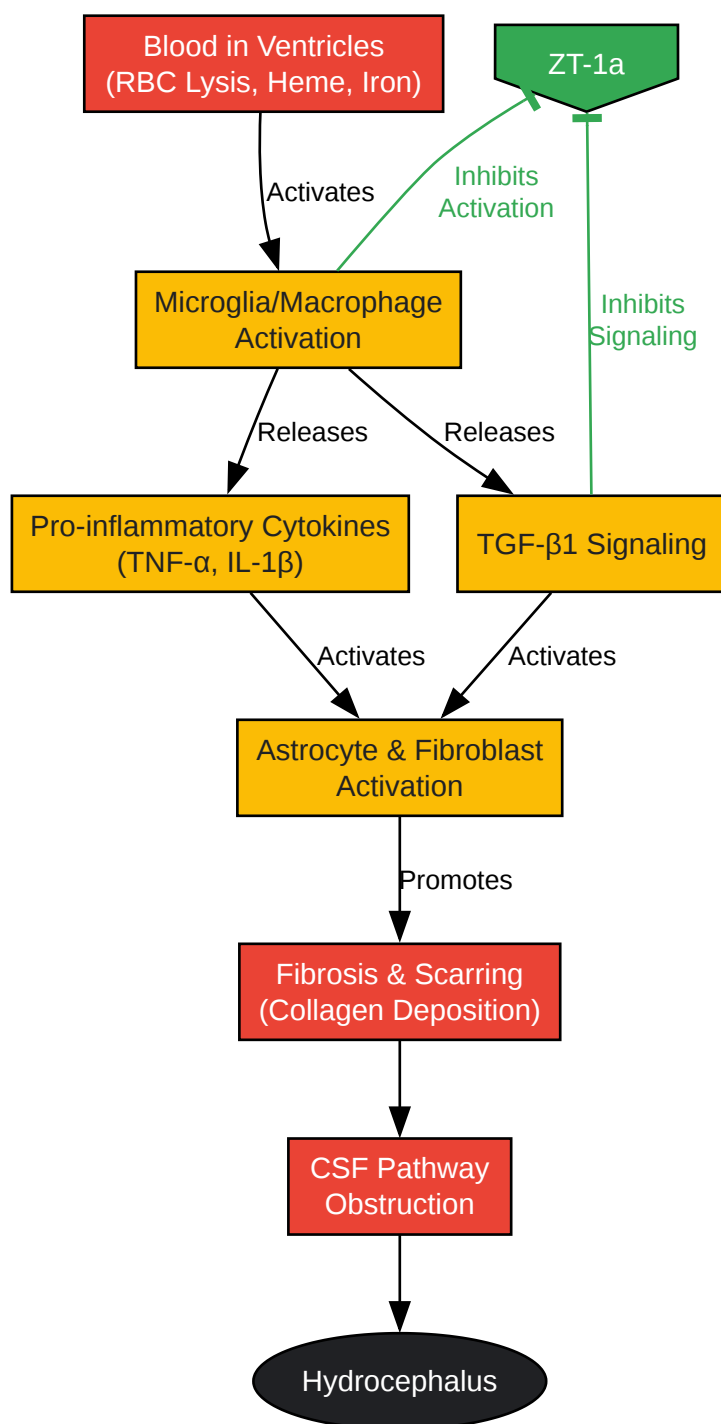 Blood in Ventricles
(RBC Lysis, Heme, Iron)
ZT-1a
Activates
Inhibits
Activation
Microglia/Macrophage
Activation
Inhibits
Signaling
Releases
Releases
Pro-inflammatory Cytokines
(TNF-α, IL-1β)
TGF-β1 Signaling
Activates
Activates
Astrocyte & Fibroblast
Activation
Promotes
Fibrosis & Scarring
(Collagen Deposition)
CSF Pathway
Obstruction
Hydrocephalus